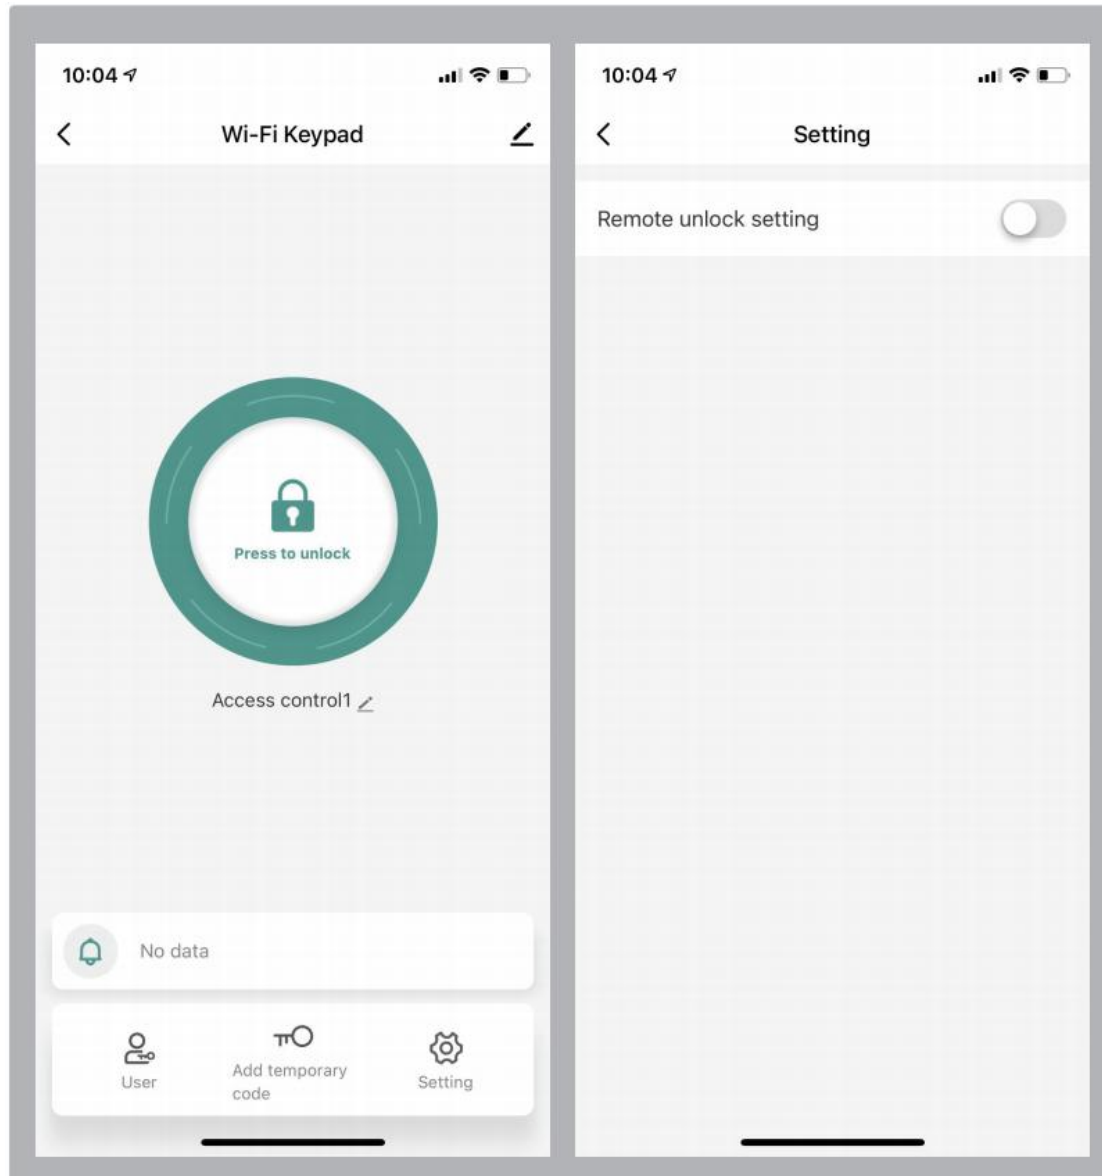 10:04
Wi-Fi Keypad
Press to unlock
Access control1
No data
User
Add temporary
code
Setting
10:04
Setting
Remote unlock setting